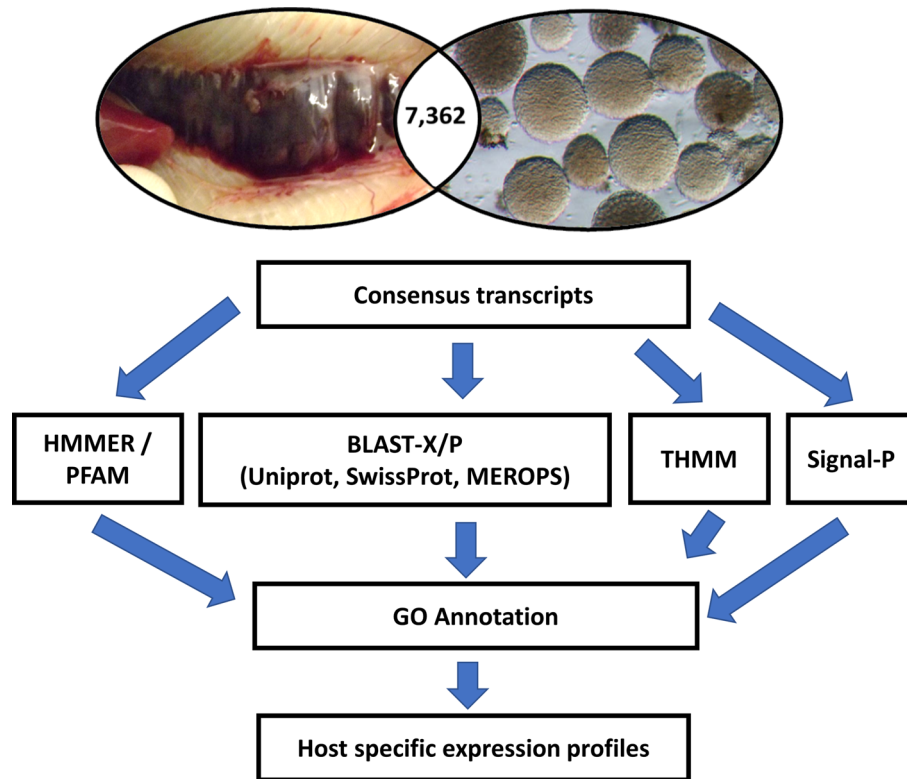 7,362
Consensus transcripts
HMMER /
PFAM
BLAST-X/P
(Uniprot, SwissProt, MEROPS)
THMM
Signal-P
GO Annotation
Host specific expression profiles